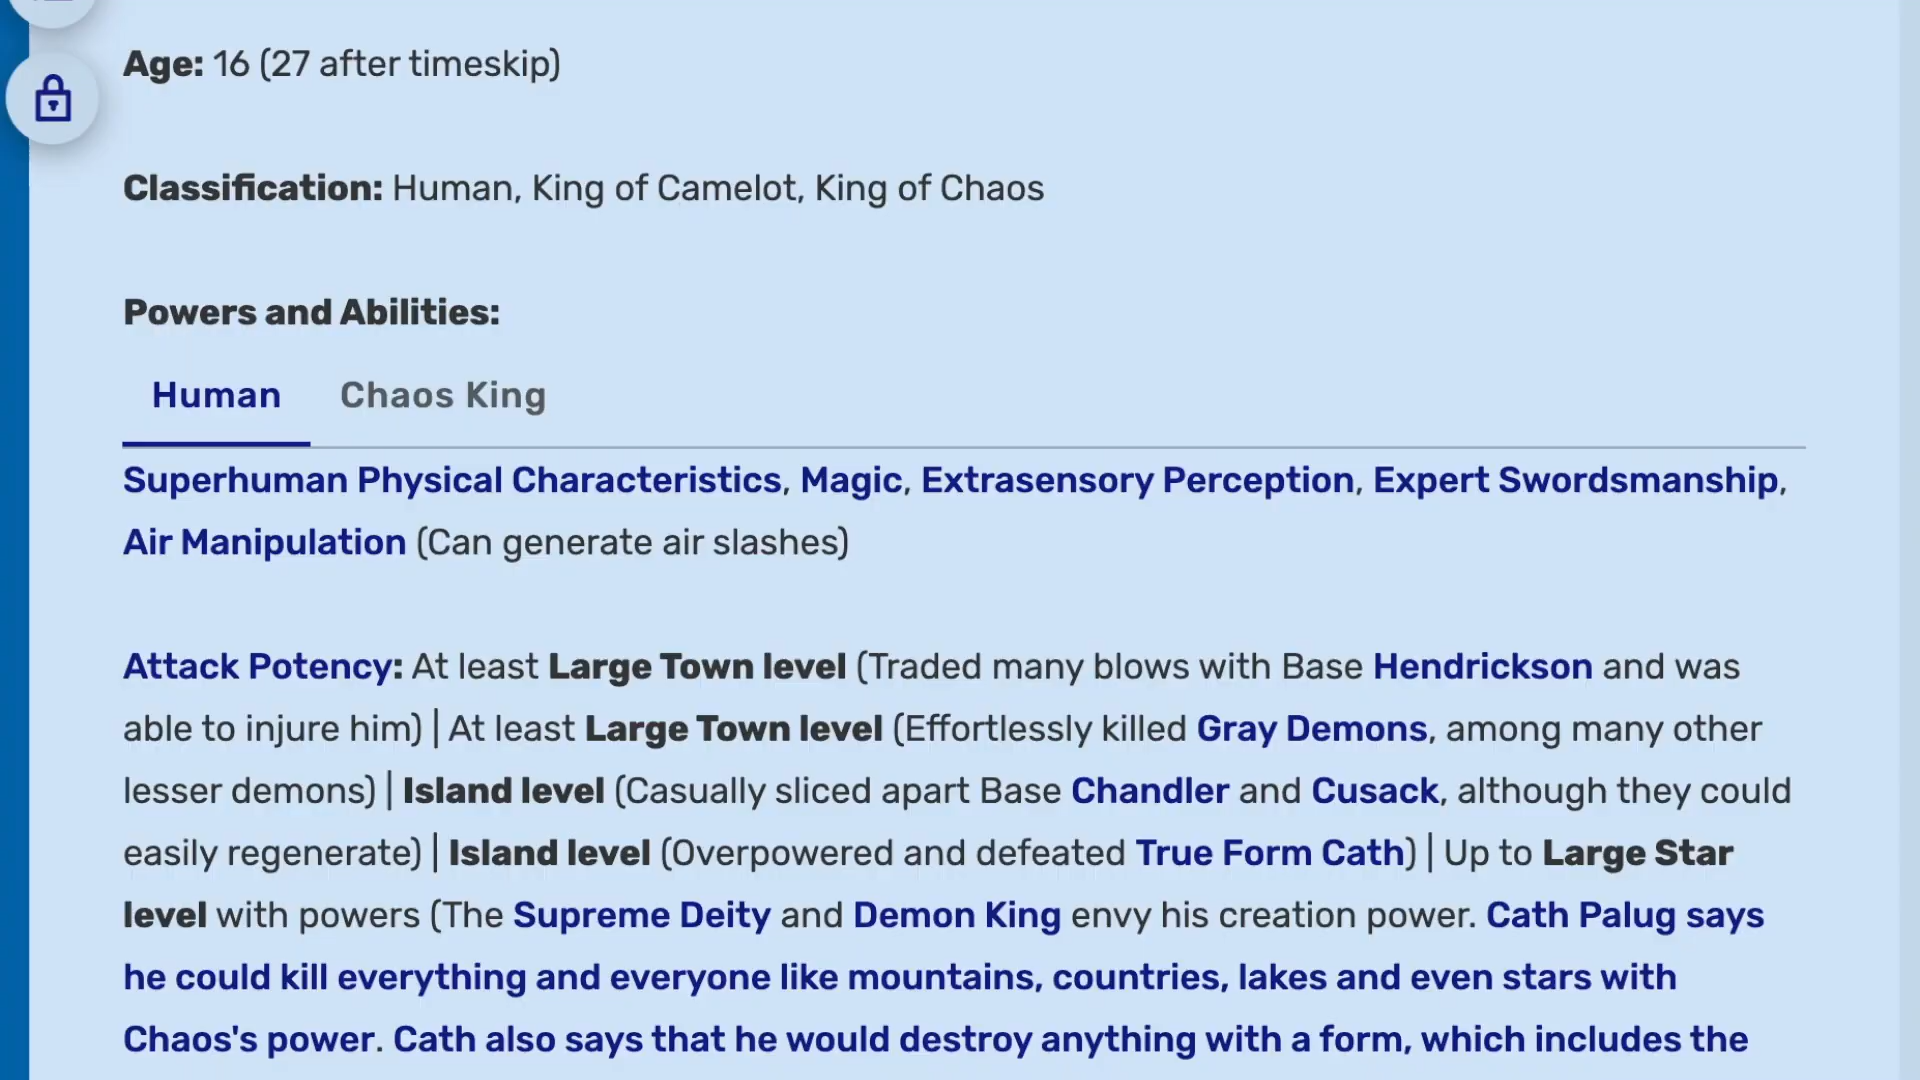 Age: 16 (27 after timeskip)
Classification: Human, King of Camelot, King of Chaos
Powers and Abilities:
Human Chaos King
Superhuman Physical Characteristics, Magic, Extrasensory Perception, Expert Swordsmanship,
Air Manipulation (Can generate air slashes)
Attack Potency: At least Large Town level (Traded many blows with Base Hendrickson and was
able to injure him) | At least Large Town level (Effortlessly killed Gray Demons, among many other
lesser demons) | Island level (Casually sliced apart Base Chandler and Cusack, although they could
easily regenerate) | Island level (Overpowered and defeated True Form Cath) | Up to Large Star
level with powers (The Supreme Deity and Demon King envy his creation power. Cath Palug says
he could kill everything and everyone like mountains, countries, lakes and even stars with
Chaos's power. Cath also says that he would destroy anything with a form, which includes the